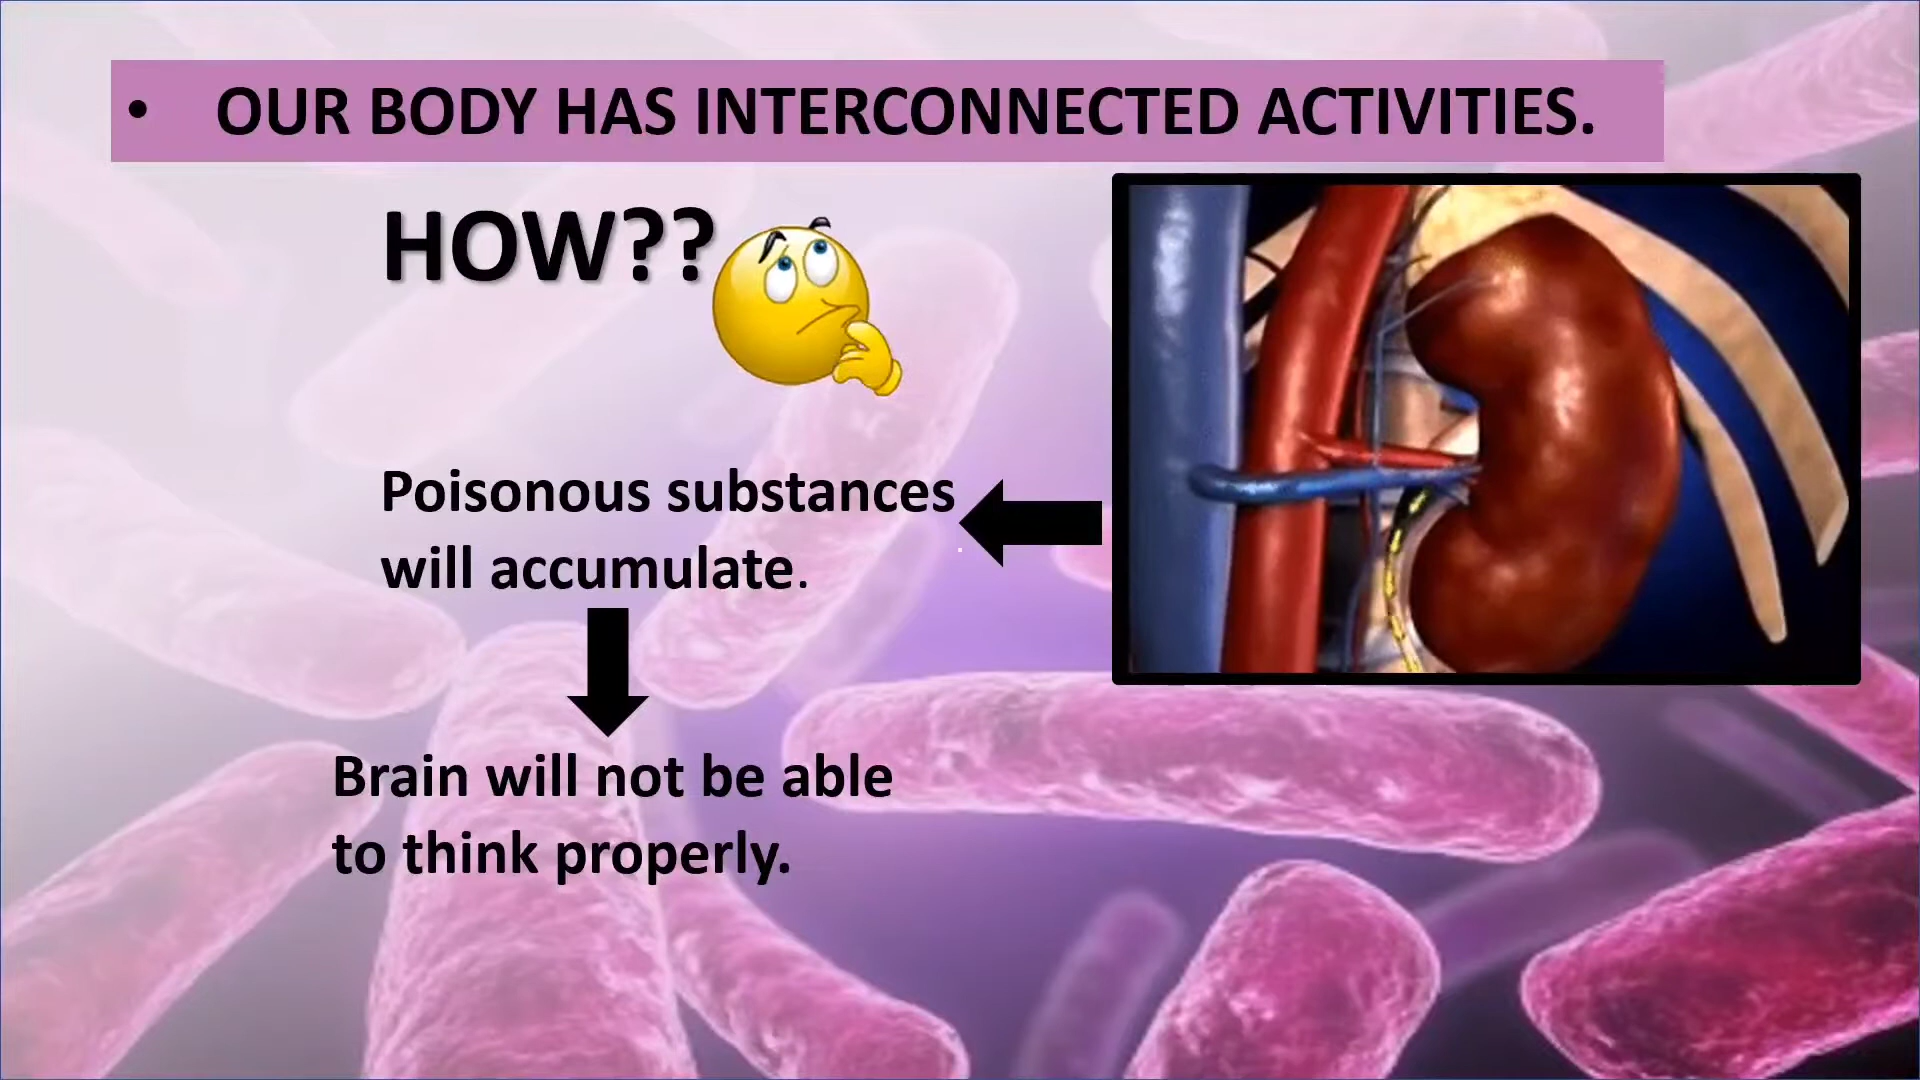 • OUR BODY HAS INTERCONNECTED ACTIVITIES.
HOW??
Poisonous substances
will accumulate.
Brain will not be able
to think properly.